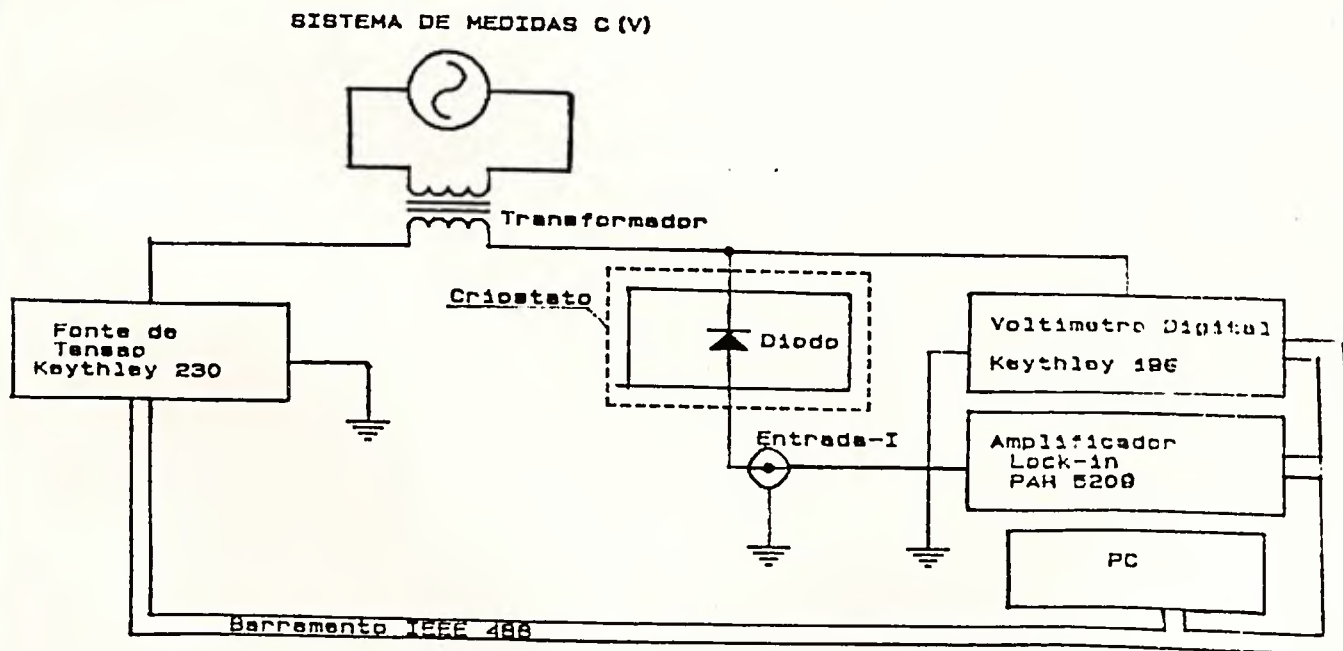 SISTEMA DE MEDIDAS C (V)
Transformador
Criostato
Diodo
Fonte de
Tensao
Keythley 230
Voltimetro Digital
Keythley 196
Entrada-I
Amplificador
Lock-in
PAR 5208
PC
Barramento IEEE 488